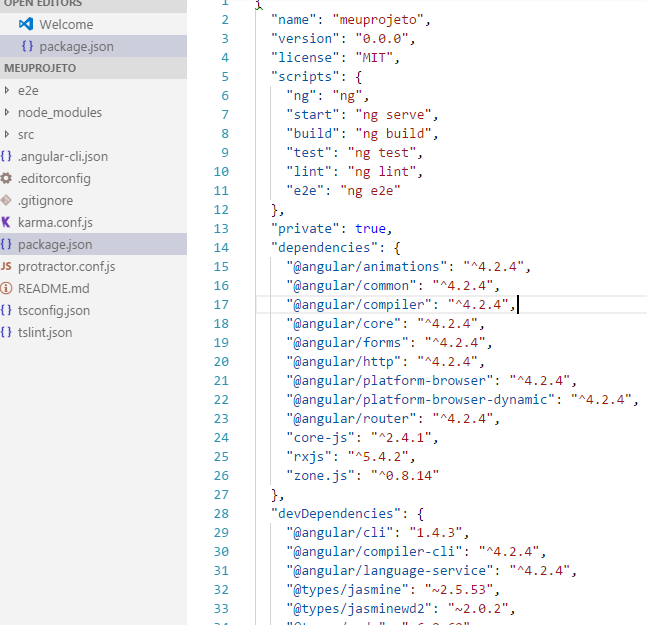 OPEN EDITORS
Welcome
{} package.json
MEUPROJETO
e2e
node_modules
src
{} .angular-cli.json
.editorconfig
.gitignore
K karma.conf.js
{} package.json
JS protractor.conf.js
README.md
{} tsconfig.json
{} tslint.json
1 {
2 "name": "meuprojeto",
3 "version": "0.0.0",
4 "license": "MIT",
5 "scripts": {
6 "ng": "ng",
7 "start": "ng serve",
8 "build": "ng build",
9 "test": "ng test",
10 "lint": "ng lint",
11 "e2e": "ng e2e"
12 },
13 "private": true,
14 "dependencies": {
15 "@angular/animations": "^4.2.4",
16 "@angular/common": "^4.2.4",
17 "@angular/compiler": "^4.2.4",
18 "@angular/core": "^4.2.4",
19 "@angular/forms": "^4.2.4",
20 "@angular/http": "^4.2.4",
21 "@angular/platform-browser": "^4.2.4",
22 "@angular/platform-browser-dynamic": "^4.2.4",
23 "@angular/router": "^4.2.4",
24 "core-js": "^2.4.1",
25 "rxjs": "^5.4.2",
26 "zone.js": "^0.8.14"
27 },
28 "devDependencies": {
29 "@angular/cli": "1.4.3",
30 "@angular/compiler-cli": "^4.2.4",
31 "@angular/language-service": "^4.2.4",
32 "@types/jasmine": "~2.5.53",
33 "@types/jasminewd2": "~2.0.2",